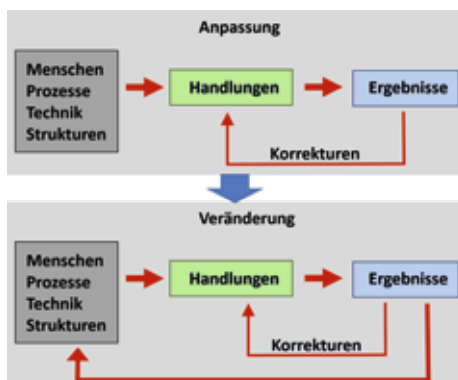 Anpassung
Menschen
Prozesse
Technik
Strukturen
Handlungen
Ergebnisse
Korrekturen
Veränderung
Menschen
Prozesse
Technik
Strukturen
Handlungen
Ergebnisse
Korrekturen